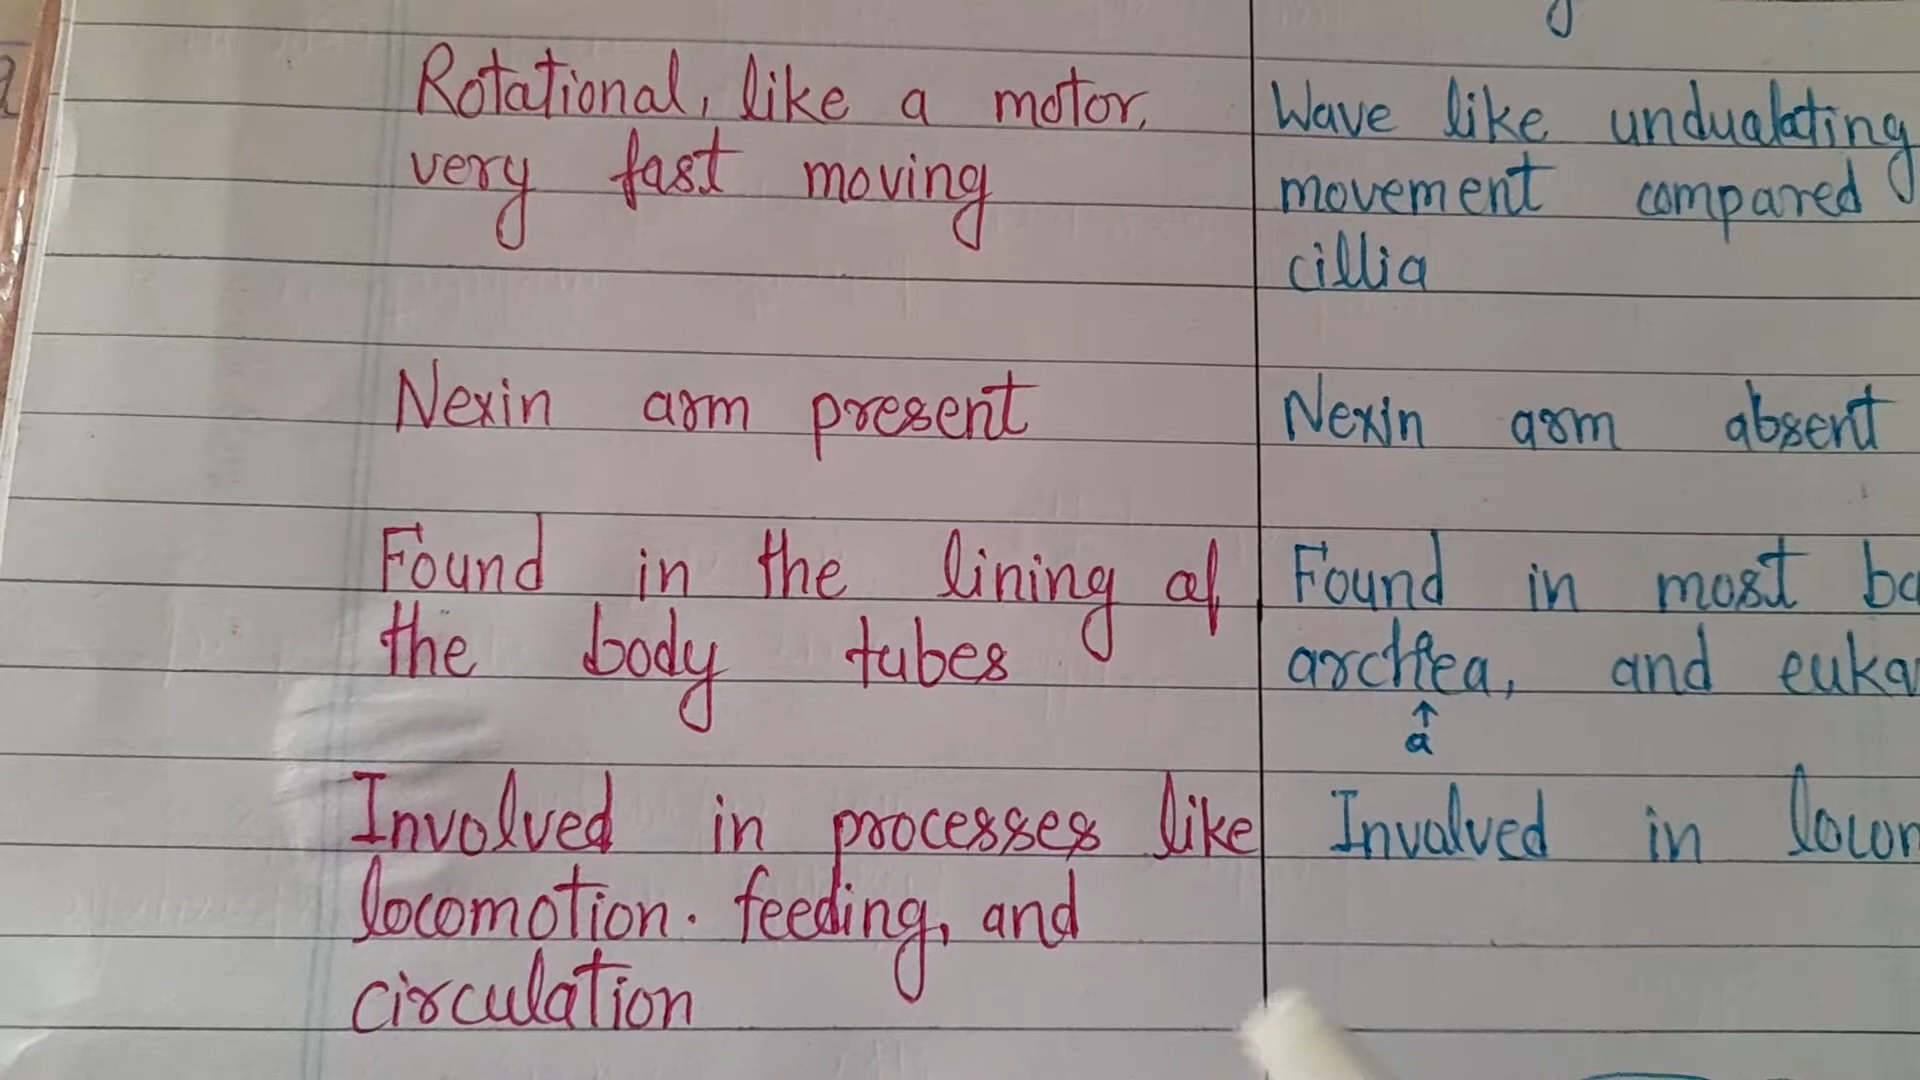 Rotational, like a motor,
very fast moving
Nexin arm present
Found in the lining of
the body tubes
Involved in processes like
locomotion. feeding, and
circulation
Wave like undualating
movement compared
cillia
Nexin arm absent
Found in most
archea, and
a
Involved in